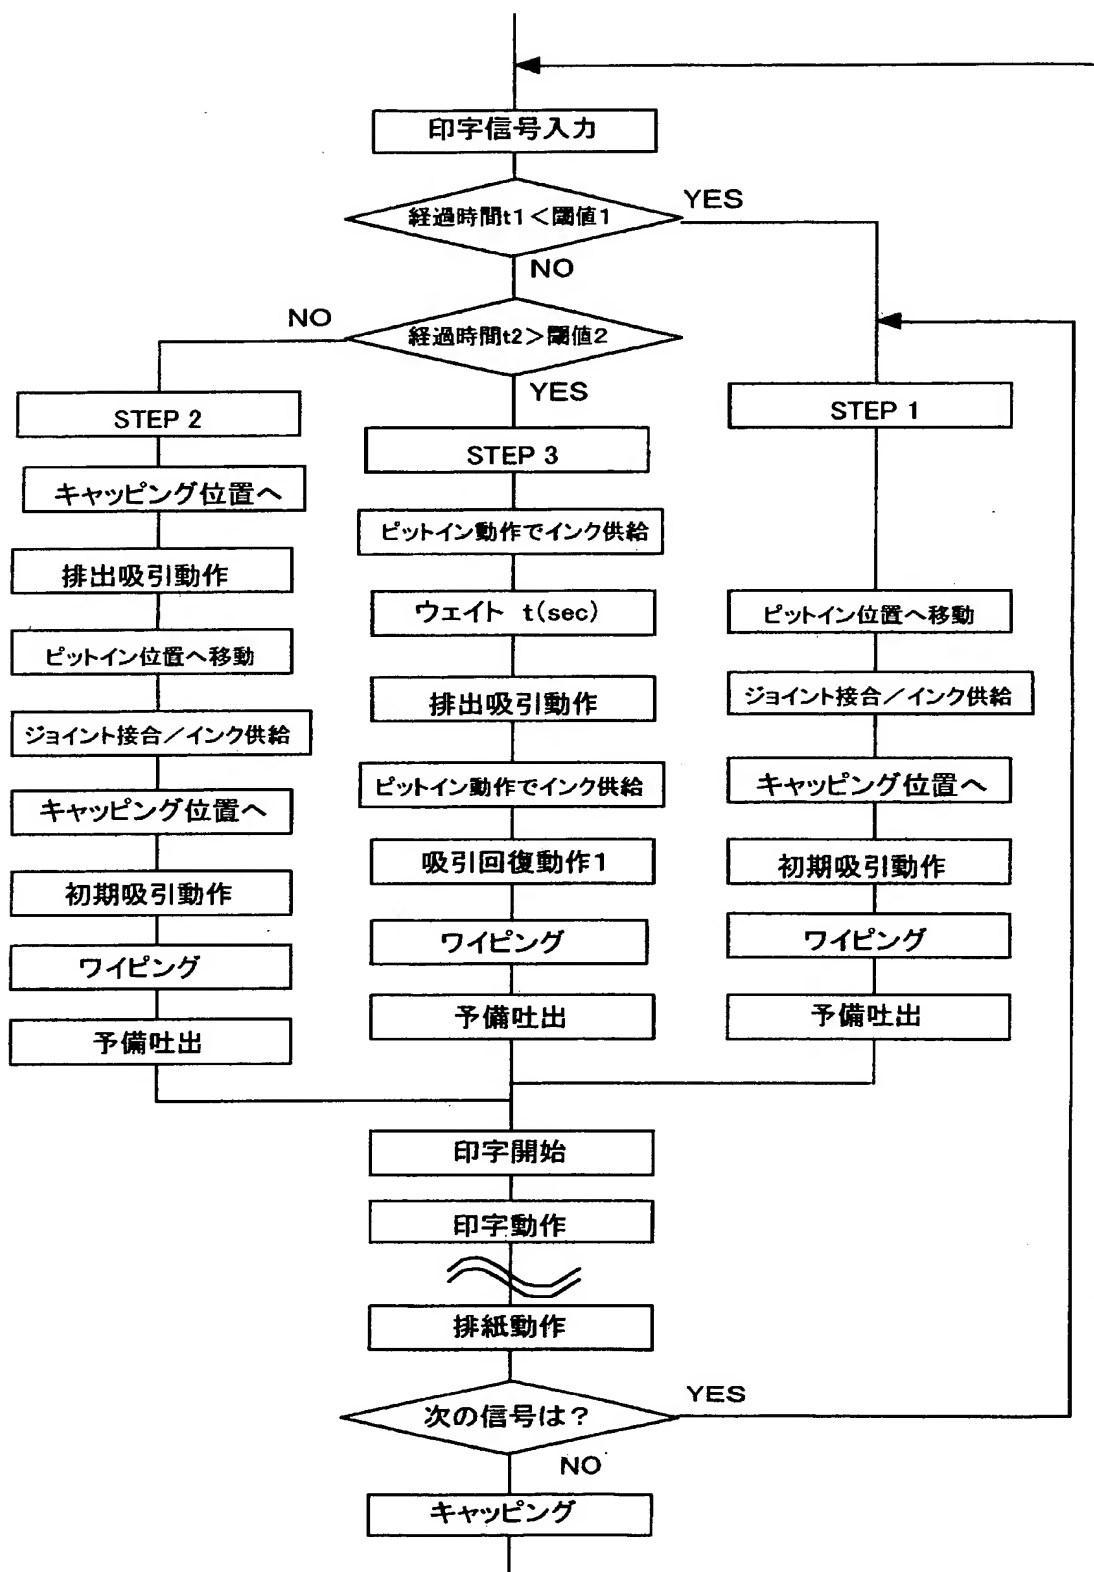 印字信号入力
経過時間t1＜閾値1
YES
NO
経過時間t2＞閾値2
NO
YES
STEP 2
キャッピング位置へ
排出吸引動作
ピットイン位置へ移動
ジョイント接合／インク供給
キャッピング位置へ
初期吸引動作
ワイピング
予備吐出
STEP 3
ピットイン動作でインク供給
ウェイト t(sec)
排出吸引動作
ピットイン動作でインク供給
吸引回復動作1
ワイピング
予備吐出
STEP 1
ピットイン位置へ移動
ジョイント接合／インク供給
キャッピング位置へ
初期吸引動作
ワイピング
予備吐出
印字開始
印字動作
排紙動作
次の信号は？
YES
NO
キャッピング